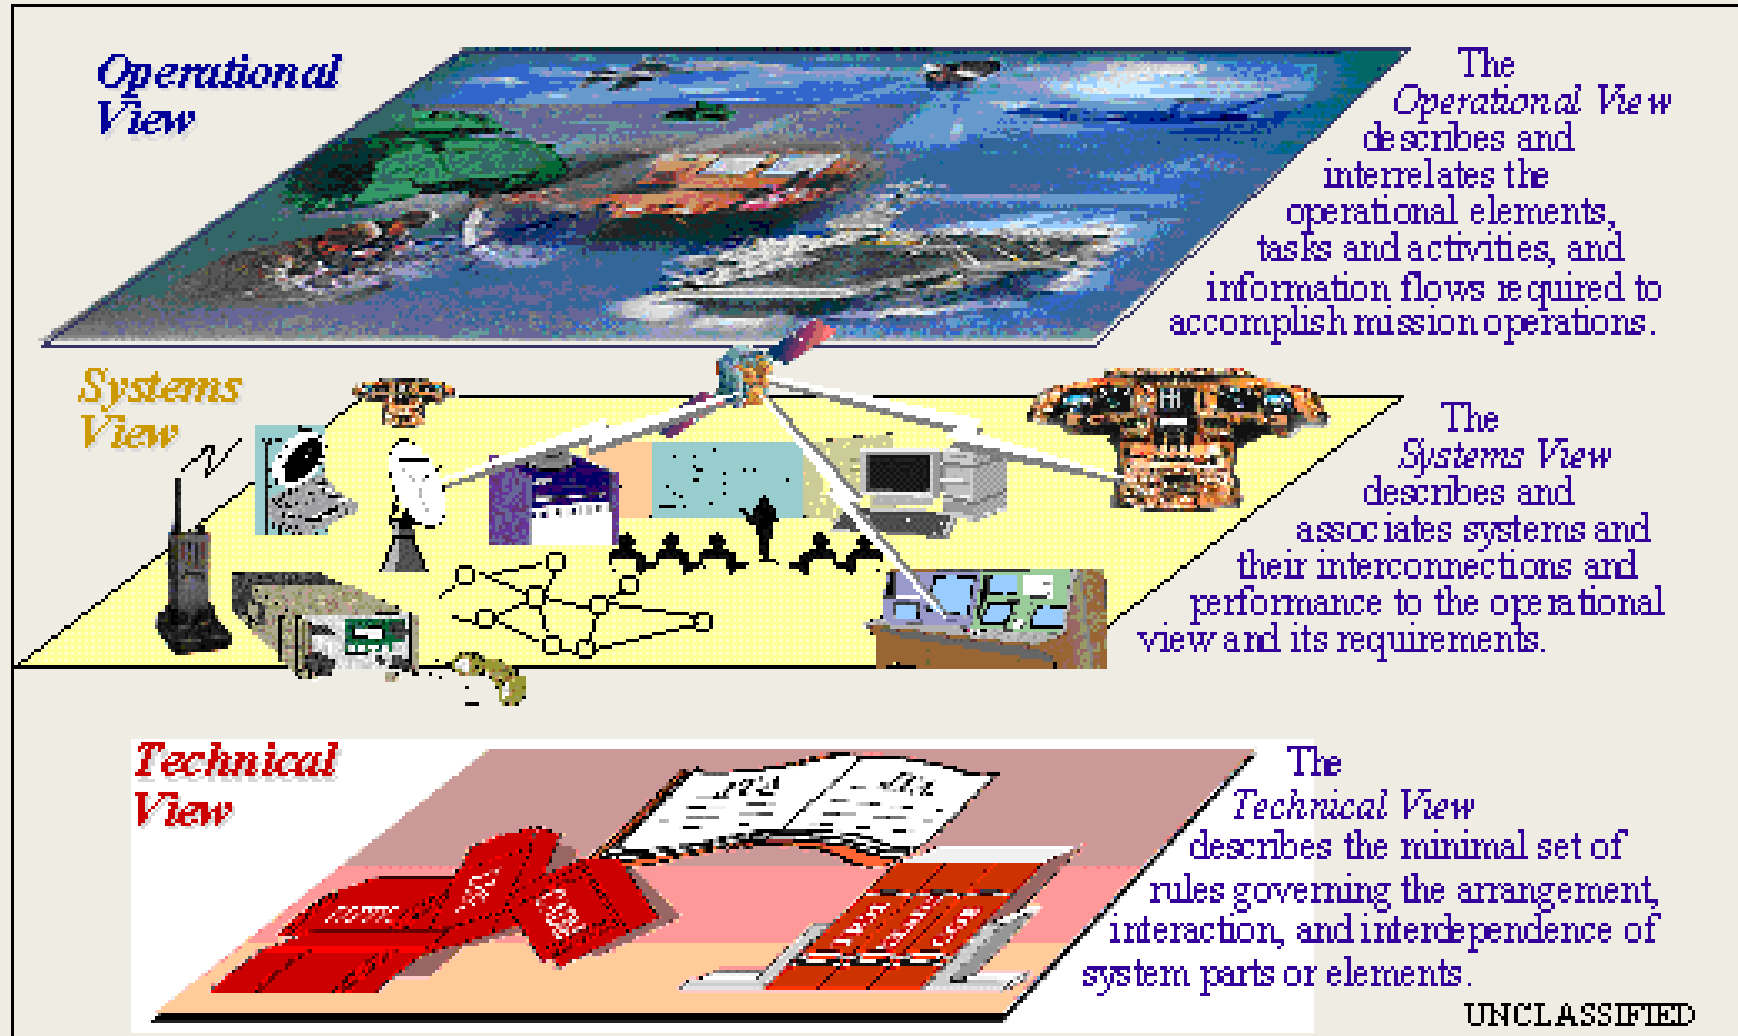 Operational
View
The
Operational View
describes and
interrelates the
operational elements,
tasks and activities, and
information flows required to
accomplish mission operations.
Systems
View
The
Systems View
describes and
associates systems and
their interconnections and
performance to the operational
view and its requirements.
Technical
View
JTA
JTA
The
Technical View
describes the minimal set of
rules governing the arrangement,
interaction, and interdependence of
system parts or elements.
UNCLASSIFIED